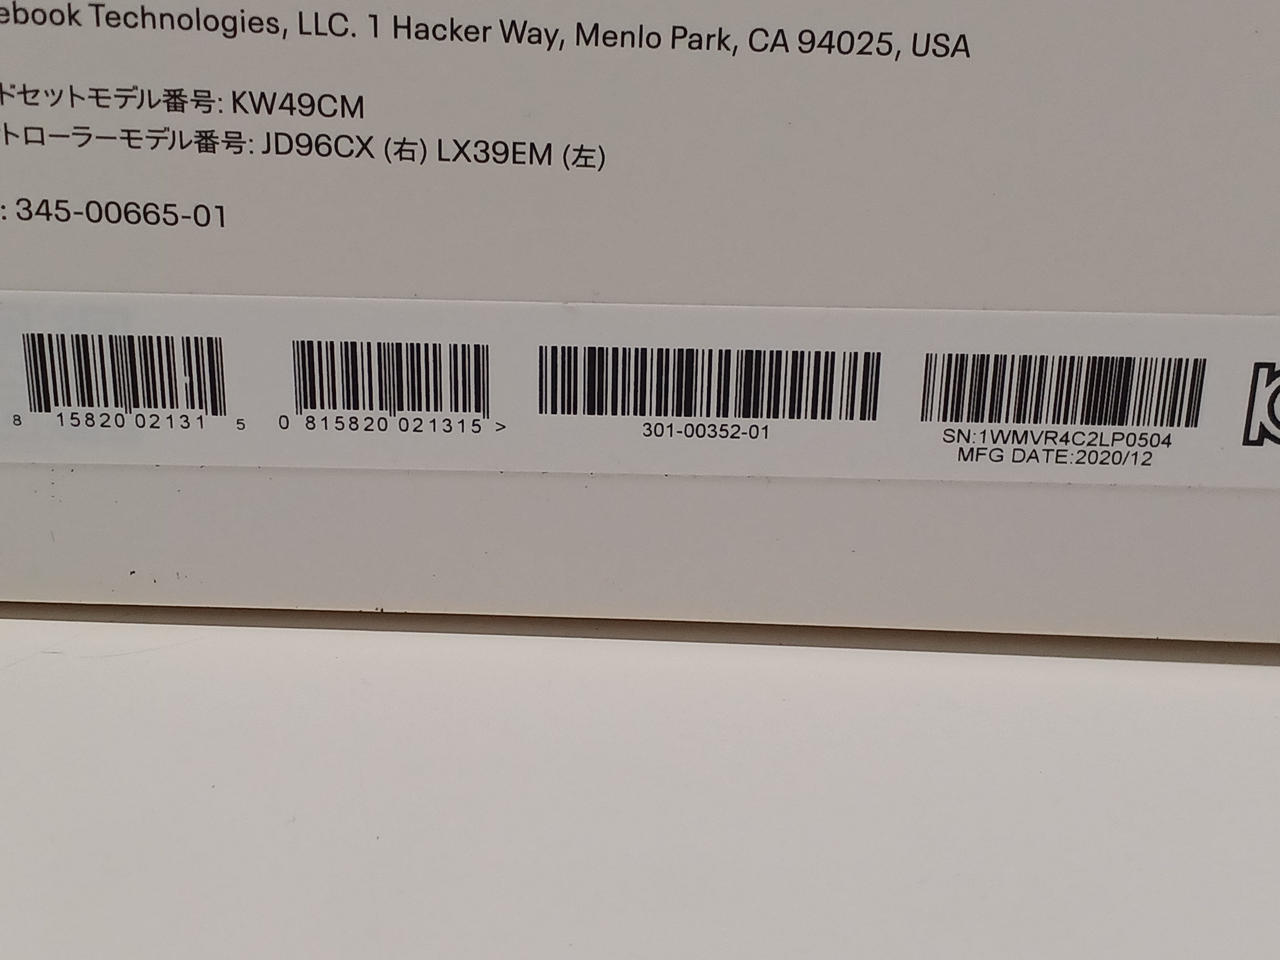 ebook Technologies, LLC. 1 Hacker Way, Menlo Park, CA 94025, USA
ドセットモデル番号: KW49CM
トローラーモデル番号: JD96CX (右) LX39EM (左)
: 345-00665-01
8 15820 02131 5
0 815820 021315 >
301-00352-01
SN:1WMVR4C2LP0504
MFG DATE:2020/12